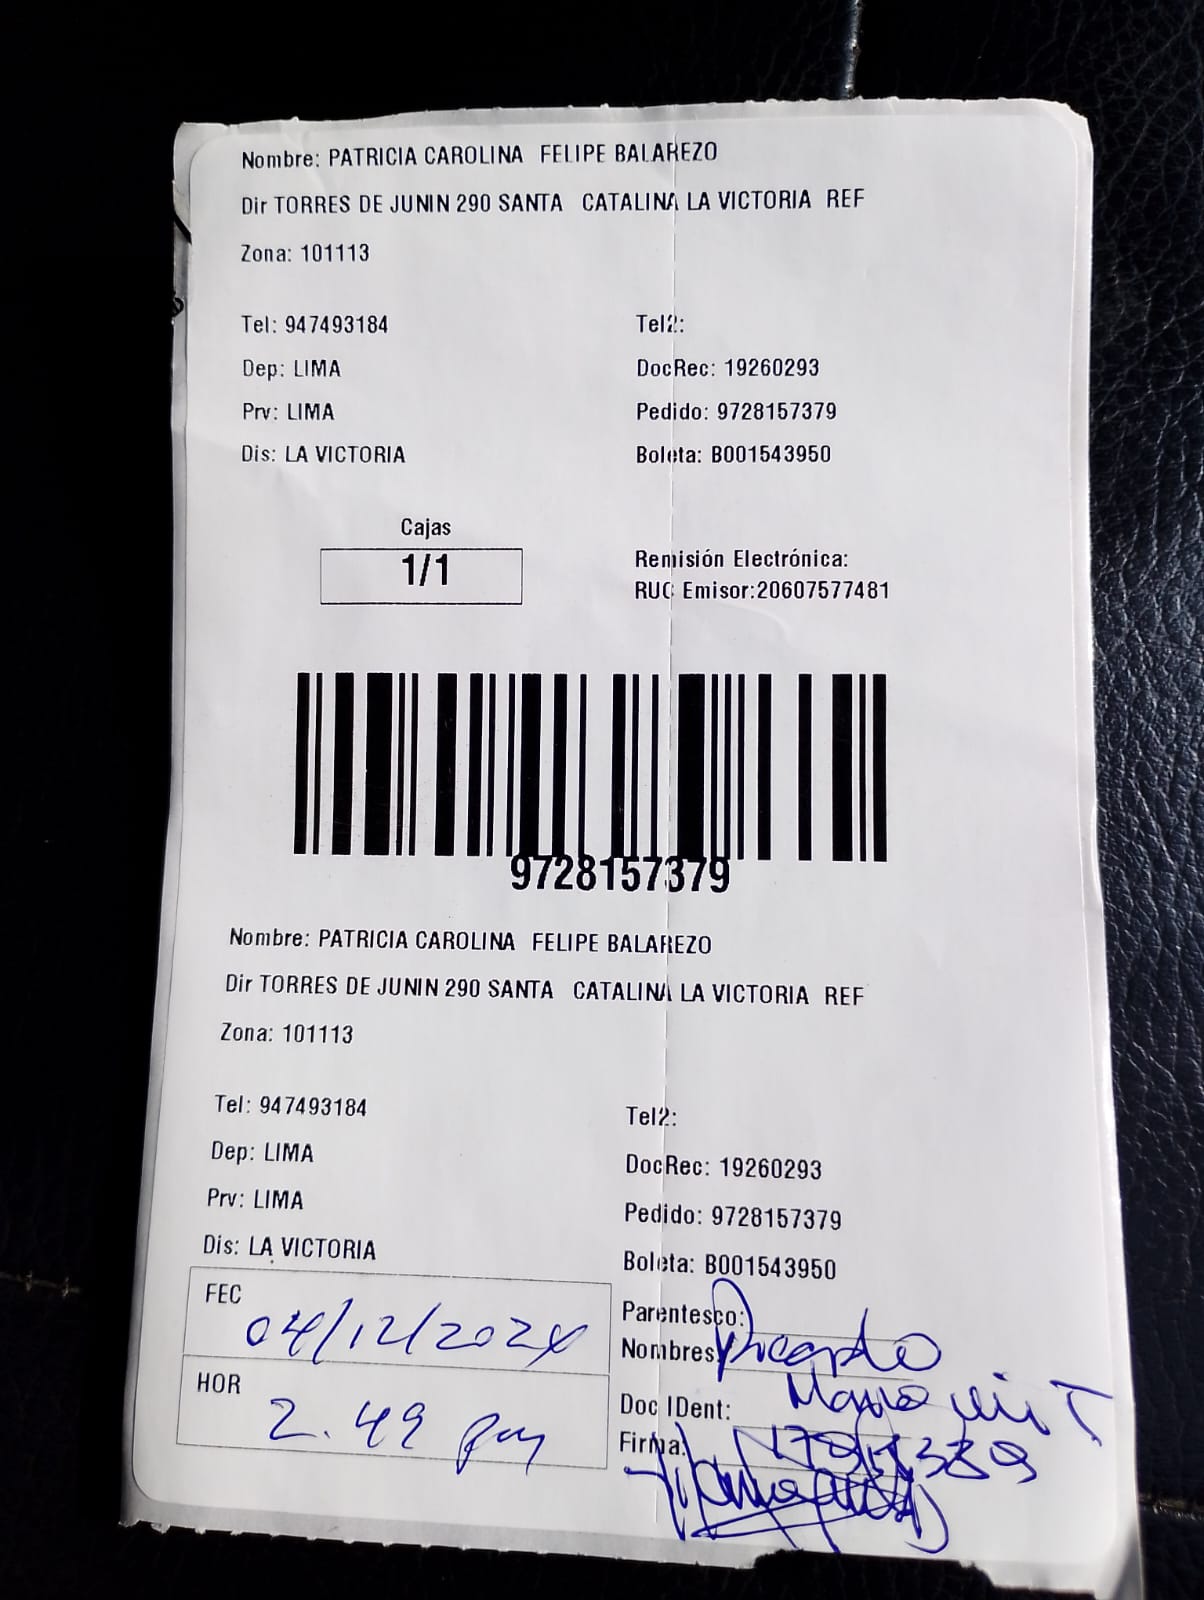 Nombre: PATRICIA CAROLINA FELIPE BALAREZO
Dir TORRES DE JUNIN 290 SANTA CATALINA LA VICTORIA REF
Zona: 101113
Tel: 947493184 Tel2:
Dep: LIMA DocRec: 19260293
Prv: LIMA Pedido: 9728157379
Dis: LA VICTORIA Boleta: B001543950
Cajas
1/1
Remisión Electrónica:
RUC Emisor:20607577481
9728157379
Nombre: PATRICIA CAROLINA FELIPE BALAREZO
Dir TORRES DE JUNIN 290 SANTA CATALINA LA VICTORIA REF
Zona: 101113
Tel: 947493184 Tel2:
Dep: LIMA DocRec: 19260293
Prv: LIMA Pedido: 9728157379
Dis: LA VICTORIA Boleta: B001543950
FEC 04/12/2024
Parentesco:
Nombres: Ricardo
HOR 2.49 pm
Doc IDent:
Firma: